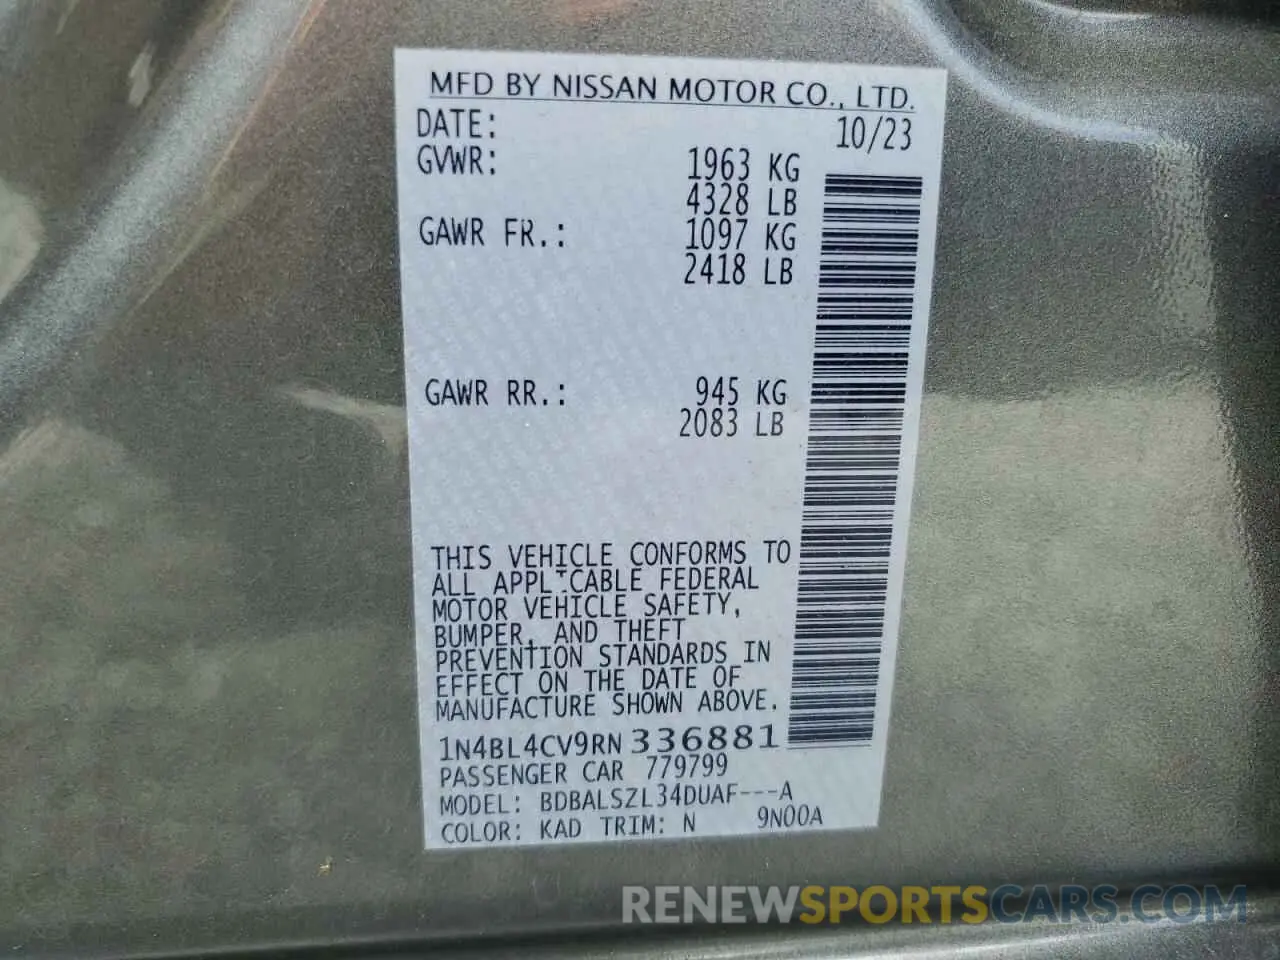 MFD BY NISSAN MOTOR CO., LTD.
DATE: 10/23
GVWR: 1963 KG
4328 LB
GAWR FR.: 1097 KG
2418 LB
GAWR RR.: 945 KG
2083 LB
THIS VEHICLE CONFORMS TO
ALL APPLICABLE FEDERAL
MOTOR VEHICLE SAFETY,
BUMPER, AND THEFT
PREVENTION STANDARDS IN
EFFECT ON THE DATE OF
MANUFACTURE SHOWN ABOVE.
1N4BL4CV9RN 336881
PASSENGER CAR 779799
MODEL: BDBALSZL34DUAF---A
COLOR: KAD TRIM: N 9N00A
RENEWSPORTSCARS.COM